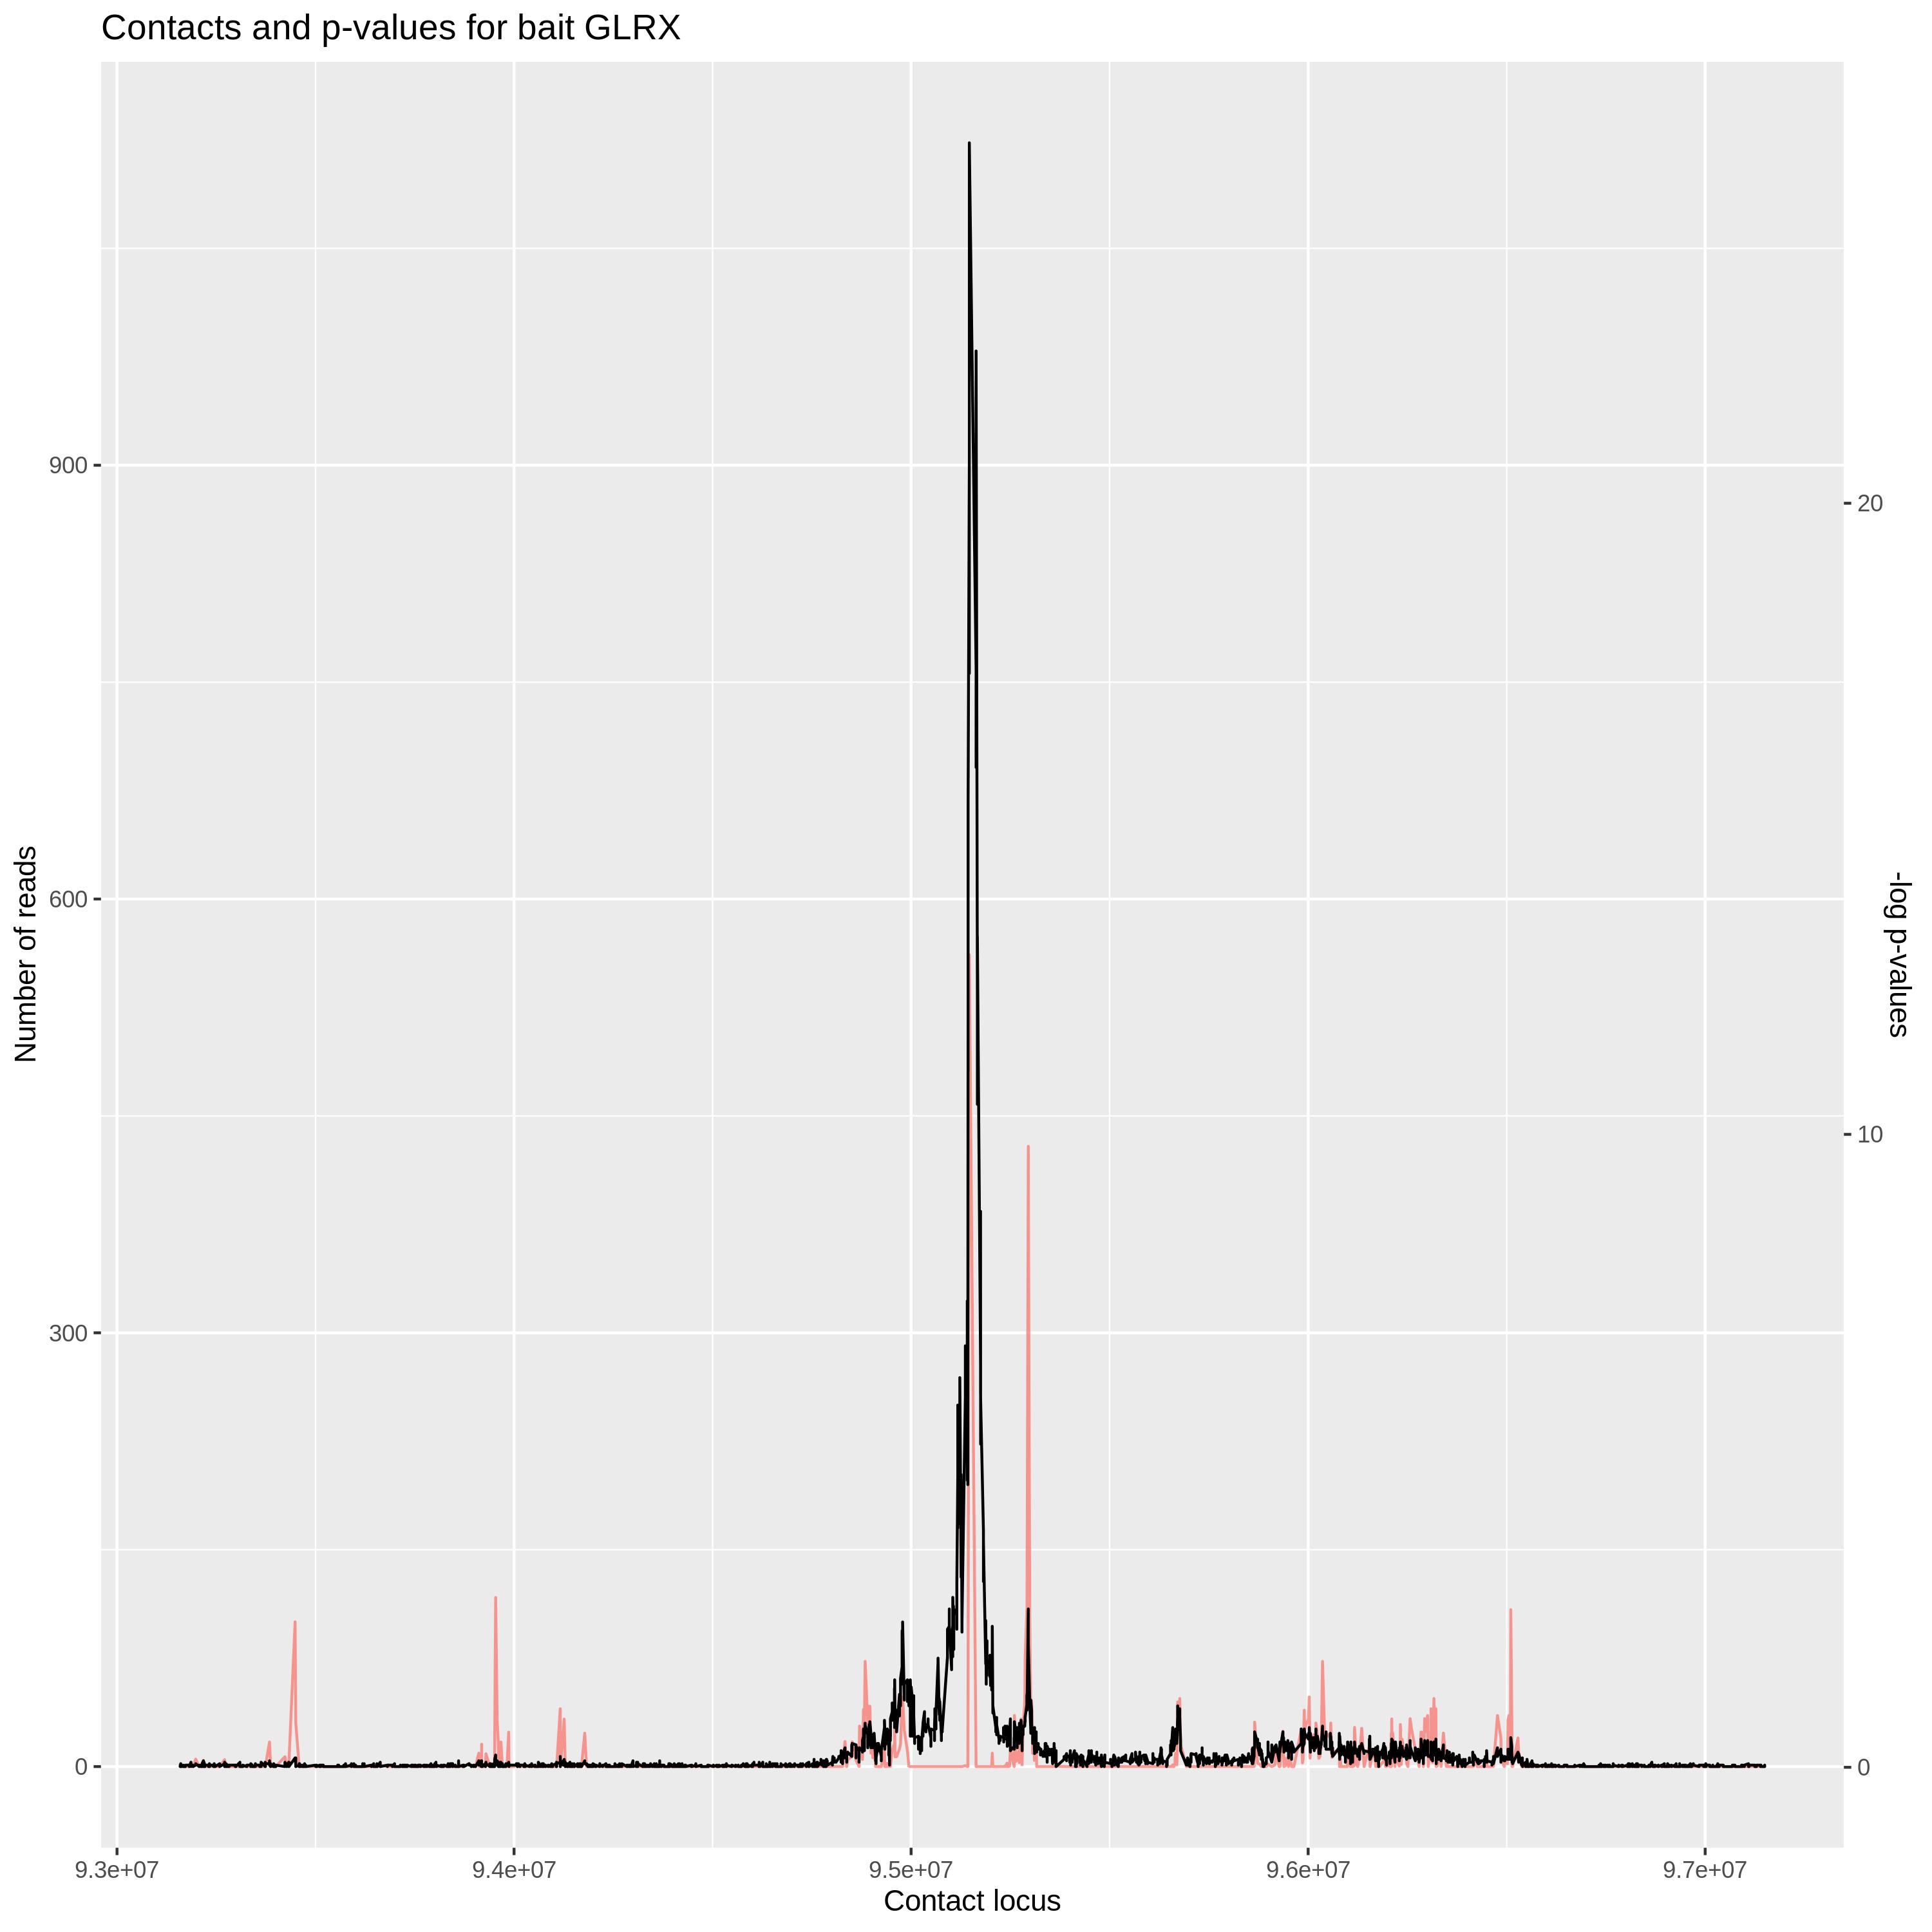 Contacts and p-values for bait GLRX
900
600
300
0
Number of reads
20
10
0
-log p-values
9.3e+07
9.4e+07
9.5e+07
9.6e+07
9.7e+07
Contact locus